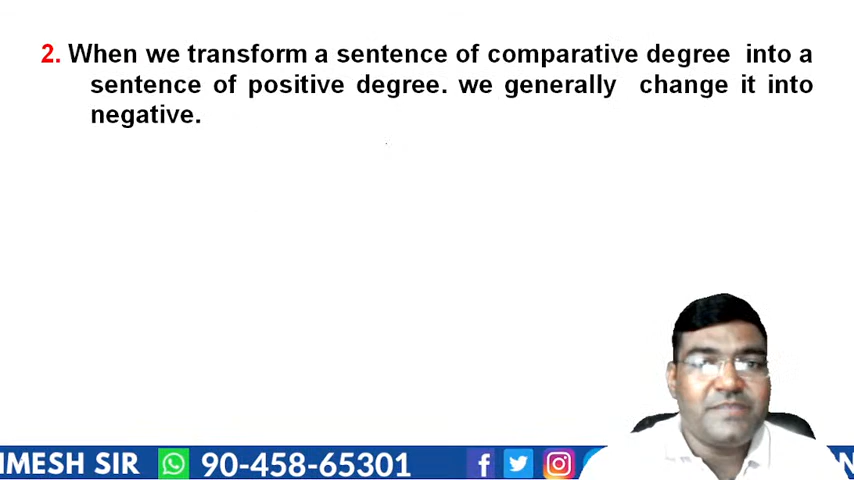 2. When we transform a sentence of comparative degree into a
sentence of positive degree. we generally change it into
negative.
IMESH SIR 90-458-65301